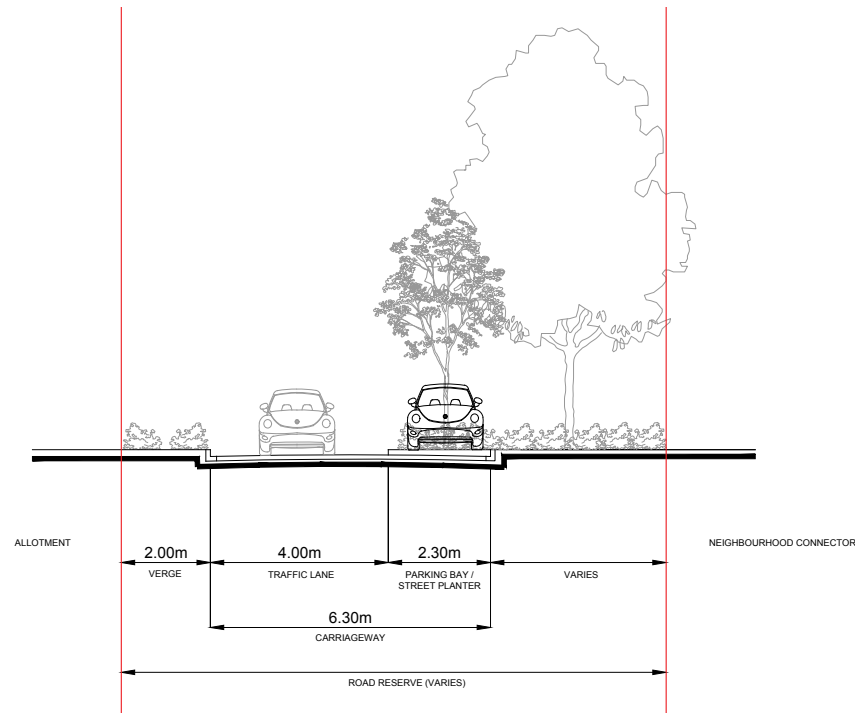 ALLOTMENT
NEIGHBOURHOOD CONNECTOR
2.00m
4.00m
2.30m
VERGE
TRAFFIC LANE
PARKING BAY /
STREET PLANTER
VARIES
6.30m
CARRIAGEWAY
ROAD RESERVE (VARIES)